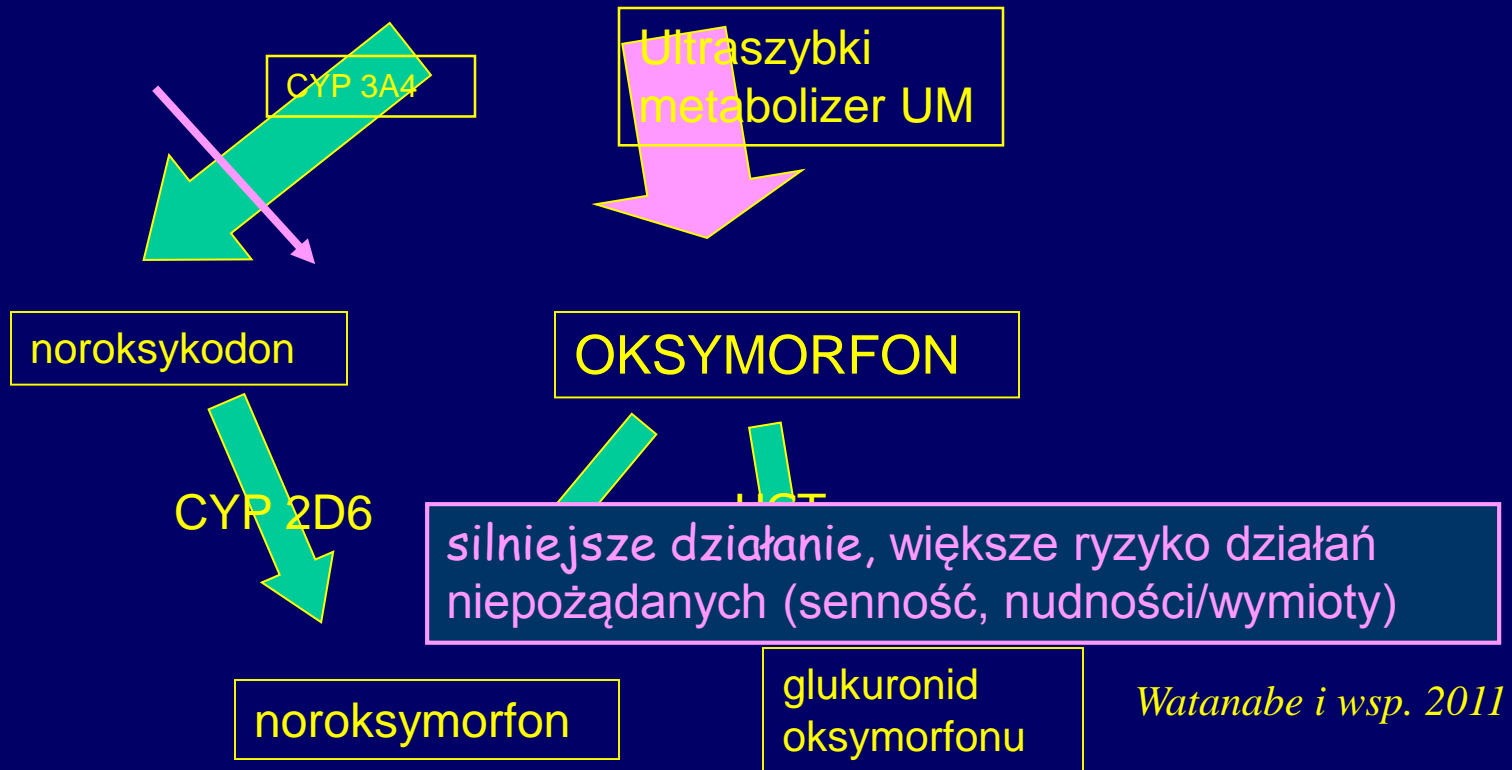 CYP 3A4
Ultraszybki
metabolizer UM
noroksykodon
OKSYMORFON
CYP 2D6
silniejsze działanie, większe ryzyko działań
niepożądanych (senność, nudności/wymioty)
noroksymorfon
glukuronid
oksymorfonu
Watanabe i wsp. 2011